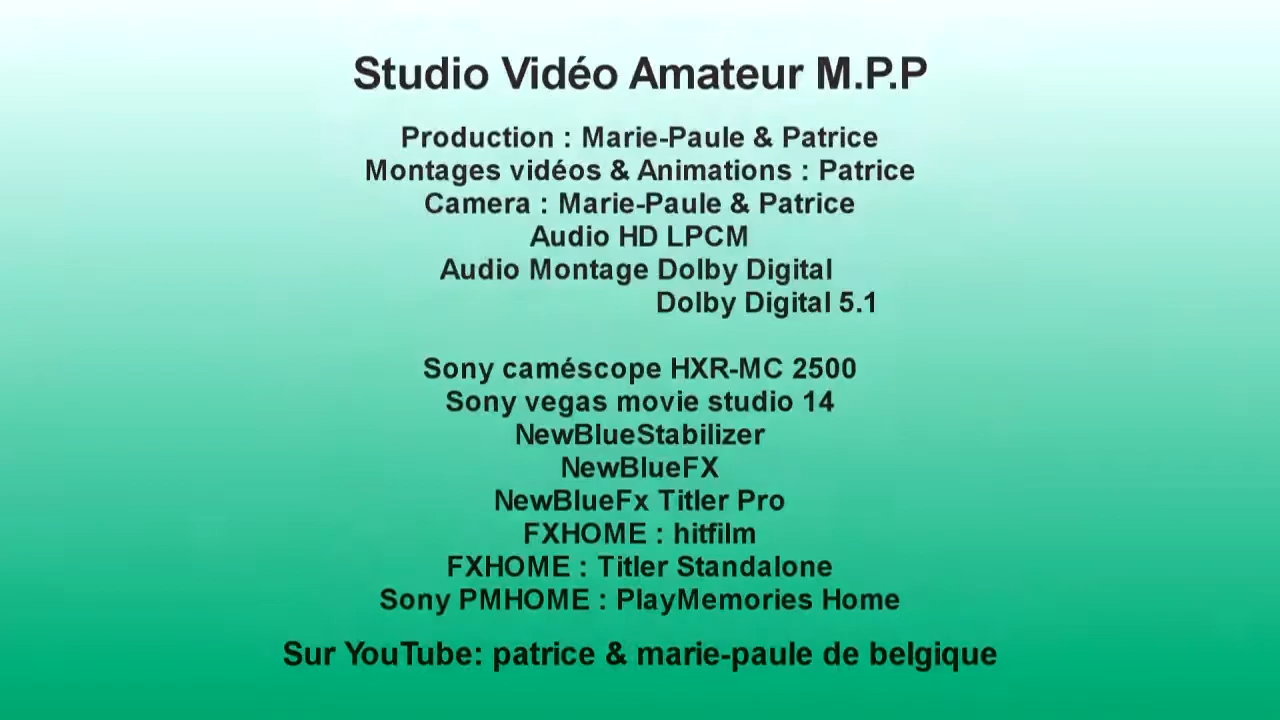 Studio Vidéo Amateur M.P.P
Production : Marie-Paule & Patrice
Montages vidéos & Animations : Patrice
Camera : Marie-Paule & Patrice
Audio HD LPCM
Audio Montage Dolby Digital
Dolby Digital 5.1
Sony caméscope HXR-MC 2500
Sony vegas movie studio 14
NewBlueStabilizer
NewBlueFX
NewBlueFx Titler Pro
FXHOME : hitfilm
FXHOME : Titler Standalone
Sony PMHOME : PlayMemories Home
Sur YouTube: patrice & marie-paule de belgique